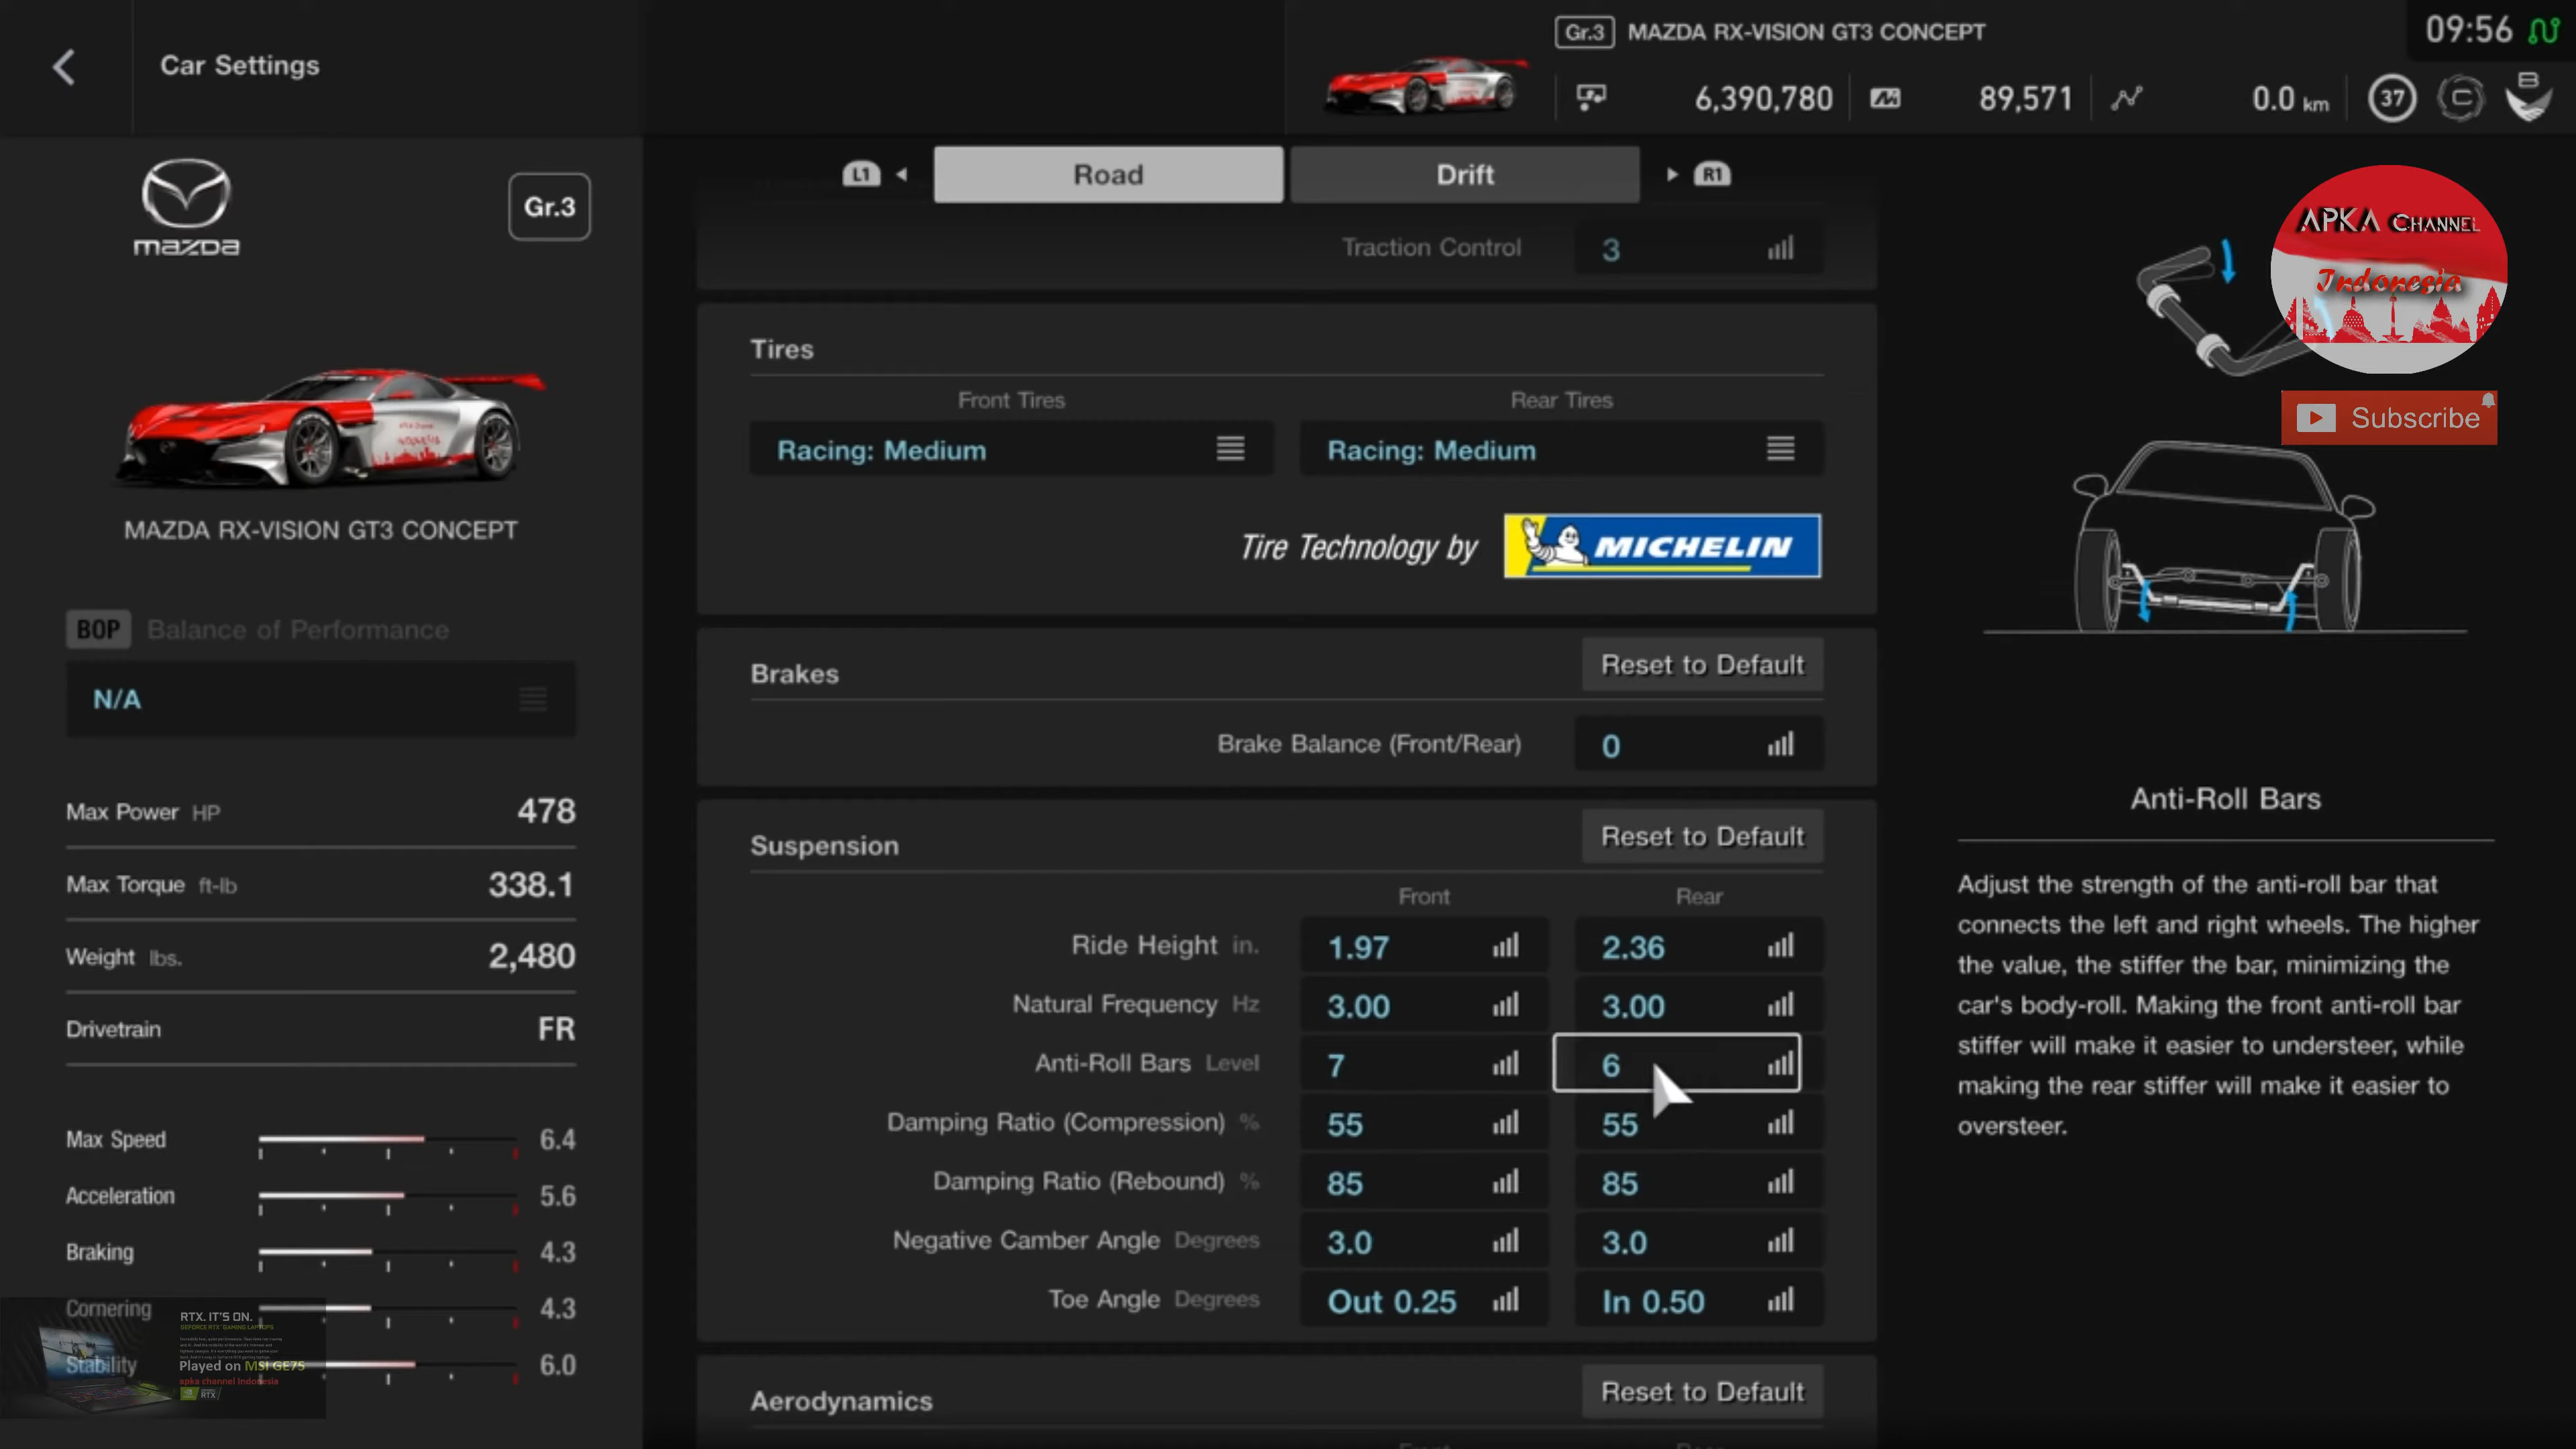 Car Settings
Gr.3 MAZDA RX-VISION GT3 CONCEPT
09:56
6,390,780
89,571
0.0 km
37
C
B
mazda
Gr.3
MAZDA RX-VISION GT3 CONCEPT
BOP Balance of Performance
N/A
Max Power HP 478
Max Torque ft-lb 338.1
Weight lbs. 2,480
Drivetrain FR
Max Speed 6.4
Acceleration 5.6
Braking 4.3
Cornering 4.3
Stability 6.0
RTX. IT'S ON.
GEFORCE RTX GAMING LAPTOPS
Played on MSI GE75
apka channel Indonesia
RTX
L1 Road Drift R1
Traction Control 3
Tires
Front Tires Rear Tires
Racing: Medium Racing: Medium
Tire Technology by MICHELIN
Brakes Reset to Default
Brake Balance (Front/Rear) 0
Suspension Reset to Default
Front Rear
Ride Height in. 1.97 2.36
Natural Frequency Hz 3.00 3.00
Anti-Roll Bars Level 7 6
Damping Ratio (Compression) % 55 55
Damping Ratio (Rebound) % 85 85
Negative Camber Angle Degrees 3.0 3.0
Toe Angle Degrees Out 0.25 In 0.50
Aerodynamics Reset to Default
APKA CHANNEL
Indonesia
Subscribe
Anti-Roll Bars
Adjust the strength of the anti-roll bar that
connects the left and right wheels. The higher
the value, the stiffer the bar, minimizing the
car's body-roll. Making the front anti-roll bar
stiffer will make it easier to understeer, while
making the rear stiffer will make it easier to
oversteer.